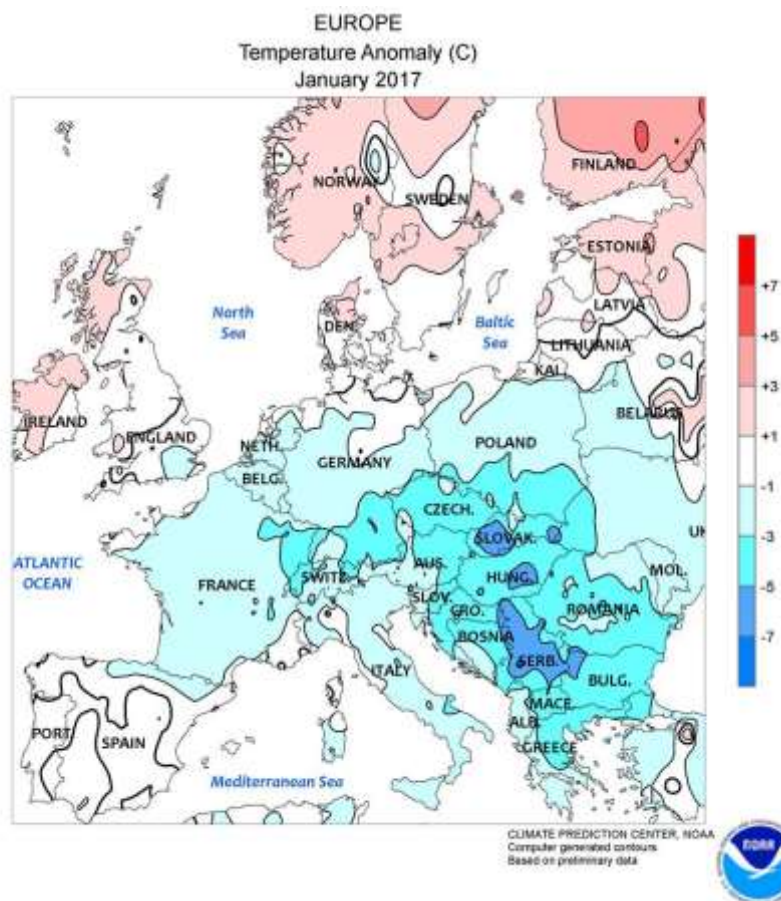 EUROPE
Temperature Anomaly (C)
January 2017
FINLAND
NORWAY
SWEDEN
ESTONIA
LATVIA
North
Sea
DEN.
Baltic
Sea
LITHUANIA
KAL.
IRELAND
ENGLAND
BELARUS
NETH.
GERMANY
POLAND
BELG.
CZECH.
UK
SLOVAK.
ATLANTIC
OCEAN
FRANCE
SWITZ.
AUS.
HUNG.
MOL.
SLOV.
CRO.
ROMANIA
BOSNIA
ITALY
SERB.
BULG.
MACE.
ALB.
PORT.
SPAIN
GREECE
Mediterranean Sea
+7
+5
+3
+1
-1
-3
-5
-7
CLIMATE PREDICTION CENTER, NOAA
Computer generated contours
Based on preliminary data
NOAA